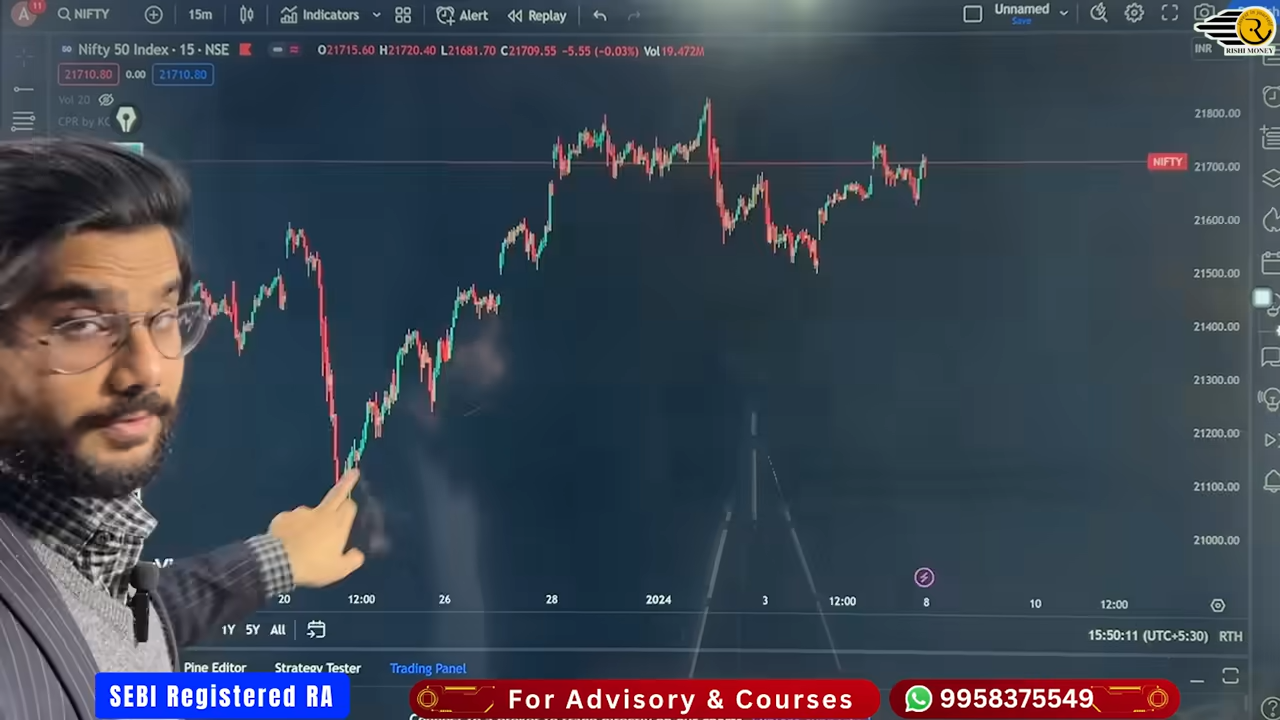 A 11 NIFTY 15m Indicators Alert Replay Unnamed
Save
Nifty 50 Index · 15 · NSE O21715.60 H21720.40 L21681.70 C21709.55 -5.55 (-0.03%) Vol19.472M INR
RISHI MONEY
21710.80 0.00 21710.80
Vol 20
CPR by KG
21800.00
NIFTY 21700.00
21600.00
21500.00
21400.00
21300.00
21200.00
21100.00
21000.00
20 12:00 26 28 2024 3 12:00 8 10 12:00
1Y 5Y All 15:50:11 (UTC+5:30) RTH
Pine Editor Strategy Tester Trading Panel
SEBI Registered RA For Advisory & Courses 9958375549